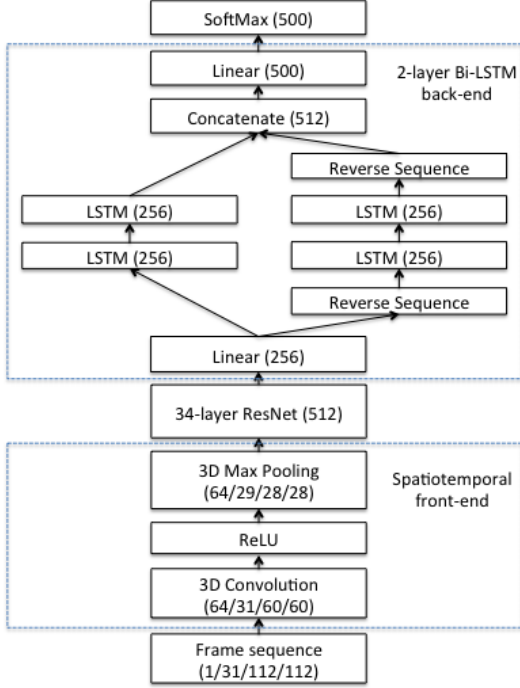 SoftMax (500)
Linear (500)
2-layer Bi-LSTM
back-end
Concatenate (512)
Reverse Sequence
LSTM (256)
LSTM (256)
LSTM (256)
LSTM (256)
Reverse Sequence
Linear (256)
34-layer ResNet (512)
3D Max Pooling
(64/29/28/28)
Spatiotemporal
front-end
ReLU
3D Convolution
(64/31/60/60)
Frame sequence
(1/31/112/112)